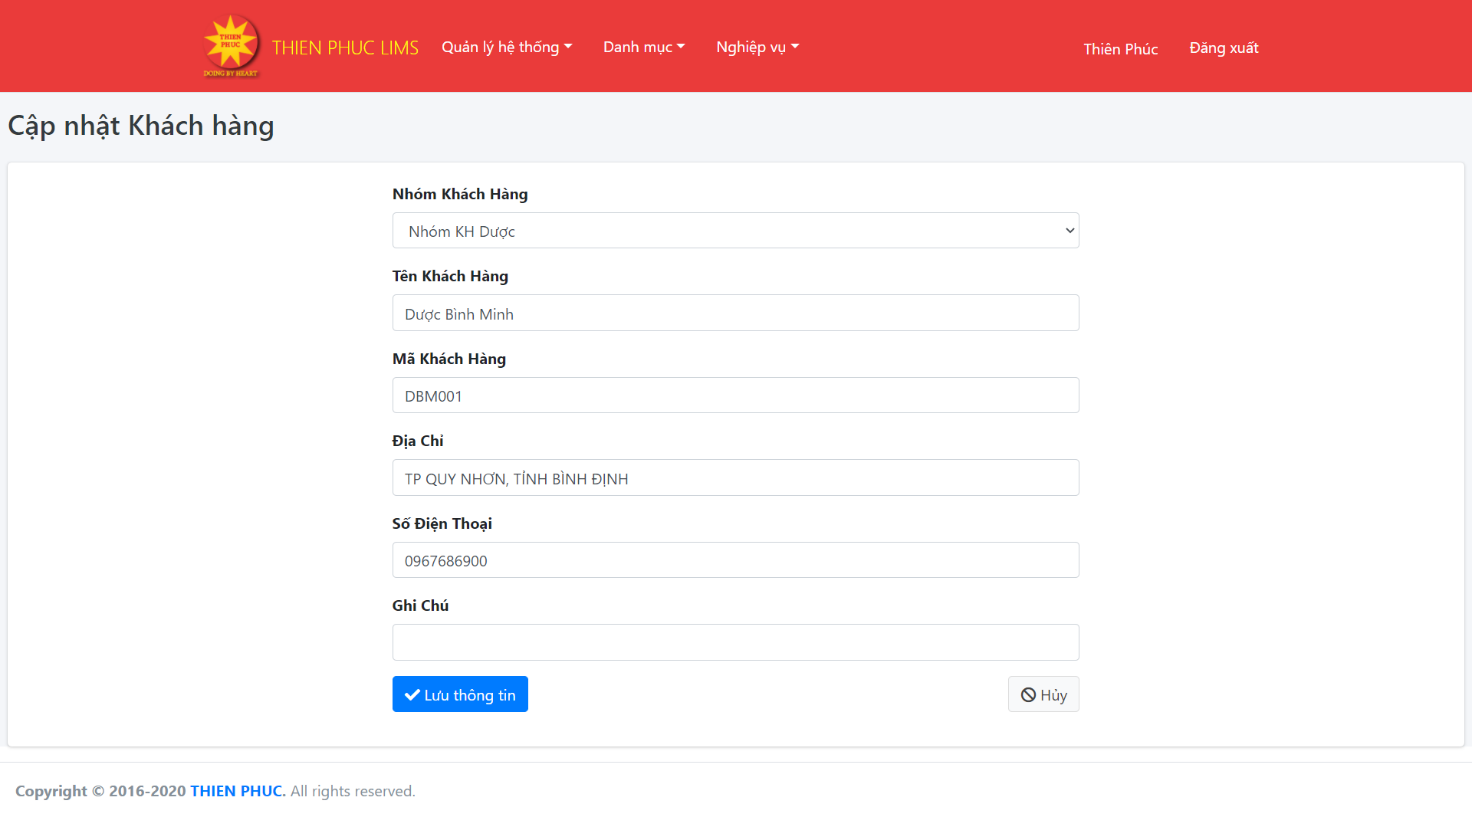 THIEN PHUC
DOING BY HEART
THIEN PHUC LIMS
Quản lý hệ thống
Danh mục
Nghiệp vụ
Thiên Phúc
Đăng xuất
Cập nhật Khách hàng
Nhóm Khách Hàng
Nhóm KH Dược
Tên Khách Hàng
Dược Bình Minh
Mã Khách Hàng
DBM001
Địa Chỉ
TP QUY NHƠN, TỈNH BÌNH ĐỊNH
Số Điện Thoại
0967686900
Ghi Chú
Lưu thông tin
Hủy
Copyright © 2016-2020 THIEN PHUC. All rights reserved.